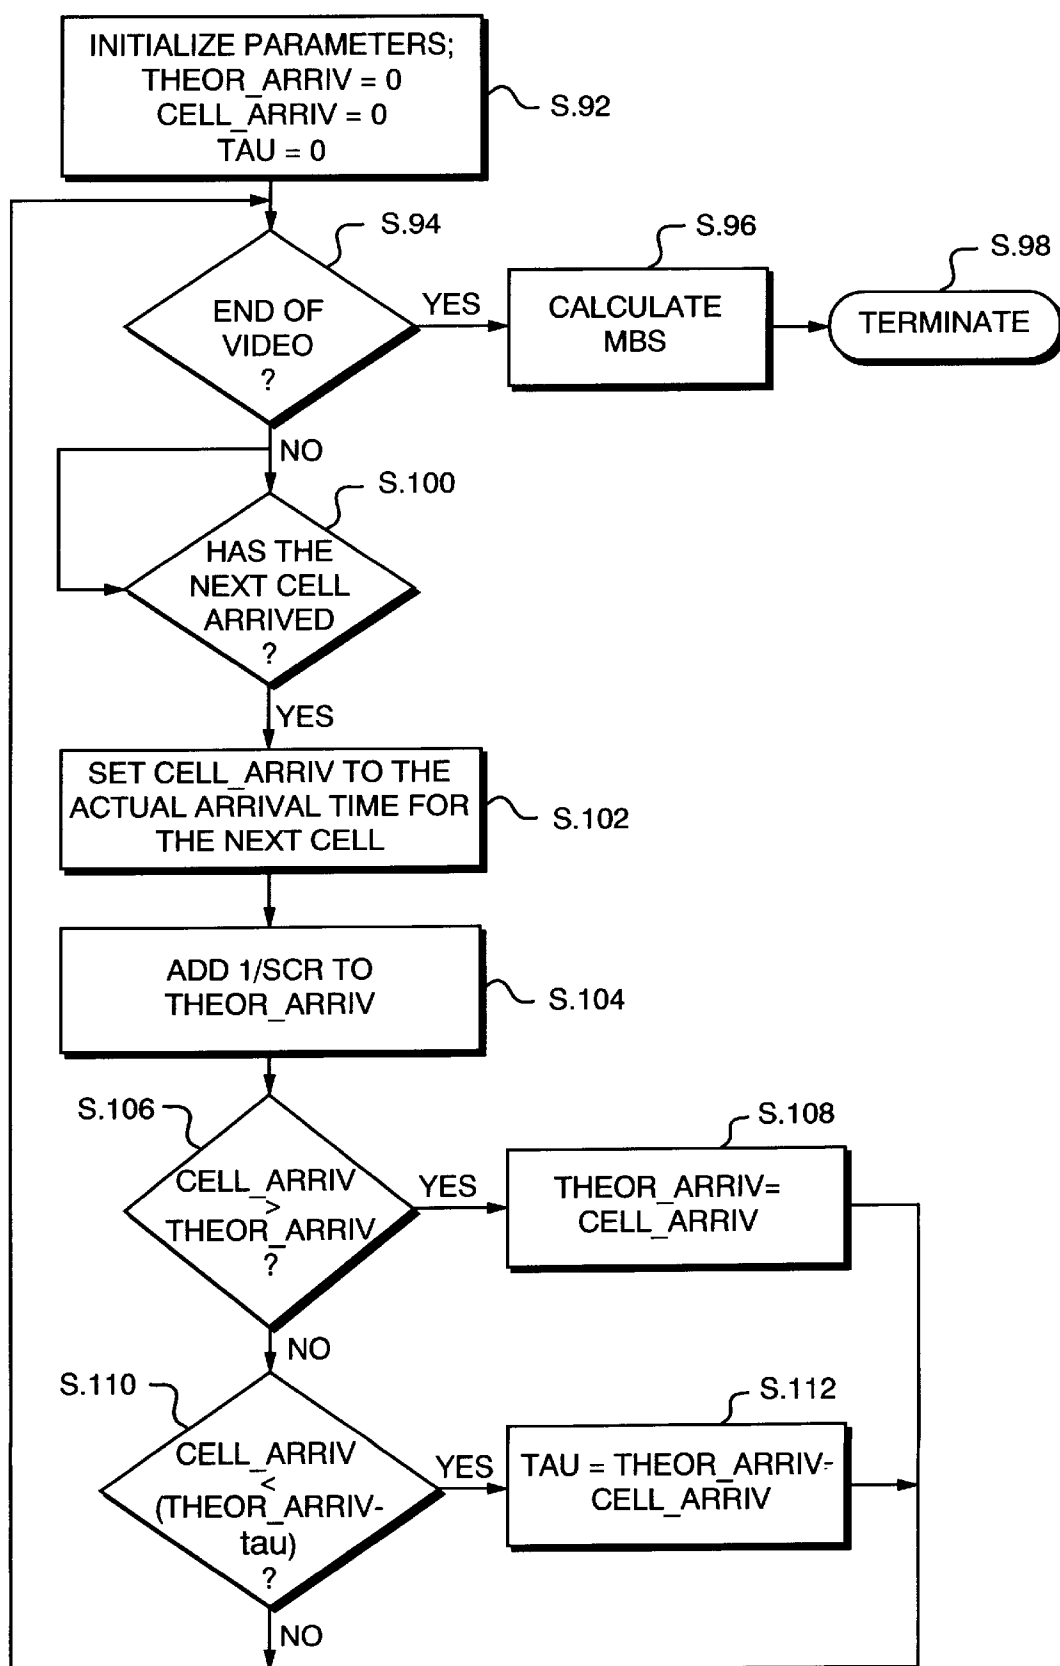 INITIALIZE PARAMETERS;
THEOR_ARRIV = 0
CELL_ARRIV = 0
TAU = 0
S.92
S.94
END OF
VIDEO
?
YES
S.96
CALCULATE
MBS
S.98
TERMINATE
NO
S.100
HAS THE
NEXT CELL
ARRIVED
?
YES
SET CELL_ARRIV TO THE
ACTUAL ARRIVAL TIME FOR
THE NEXT CELL
S.102
ADD 1/SCR TO
THEOR_ARRIV
S.104
S.106
CELL_ARRIV
>
THEOR_ARRIV
?
YES
S.108
THEOR_ARRIV=
CELL_ARRIV
NO
S.110
CELL_ARRIV
<
(THEOR_ARRIV-
tau)
?
YES
S.112
TAU = THEOR_ARRIV-
CELL_ARRIV
NO